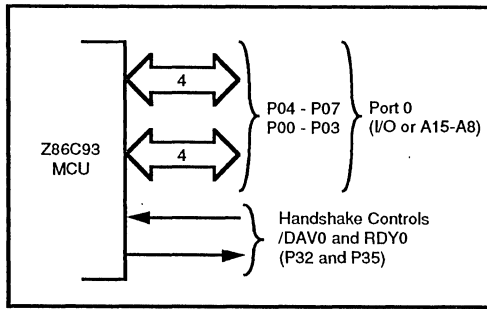 Z86C93
MCU
4
4
P04 - P07
P00 - P03
Port 0
(I/O or A15-A8)
Handshake Controls
/DAV0 and RDY0
(P32 and P35)